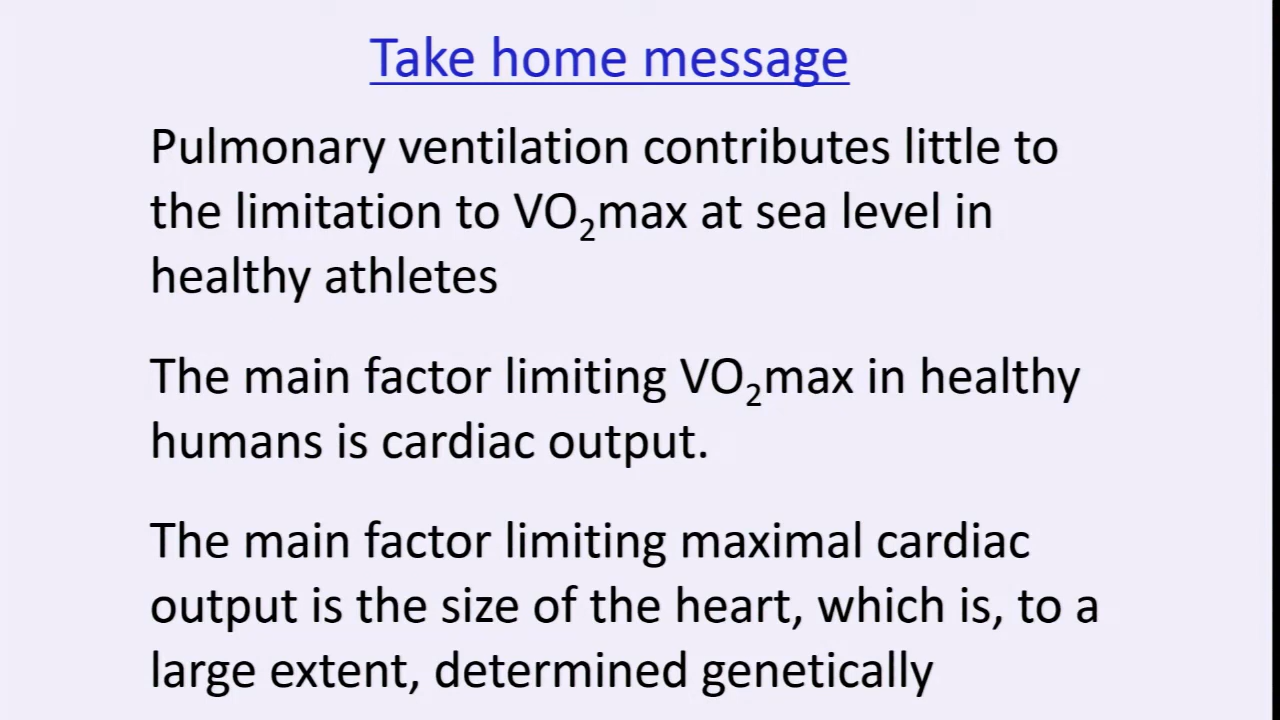 Take home message
Pulmonary ventilation contributes little to
the limitation to VO₂max at sea level in
healthy athletes
The main factor limiting VO₂max in healthy
humans is cardiac output.
The main factor limiting maximal cardiac
output is the size of the heart, which is, to a
large extent, determined genetically